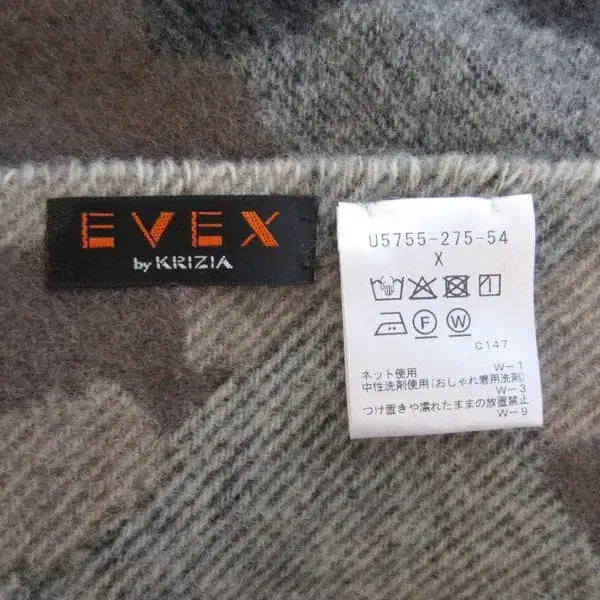 EVEX
by KRIZIA
U5755-275-54
X
F W
C147
ネット使用 W-1
中性洗剤使用(おしゃれ着用洗剤) W-3
つけ置きや濡れたままの放置禁止 W-9